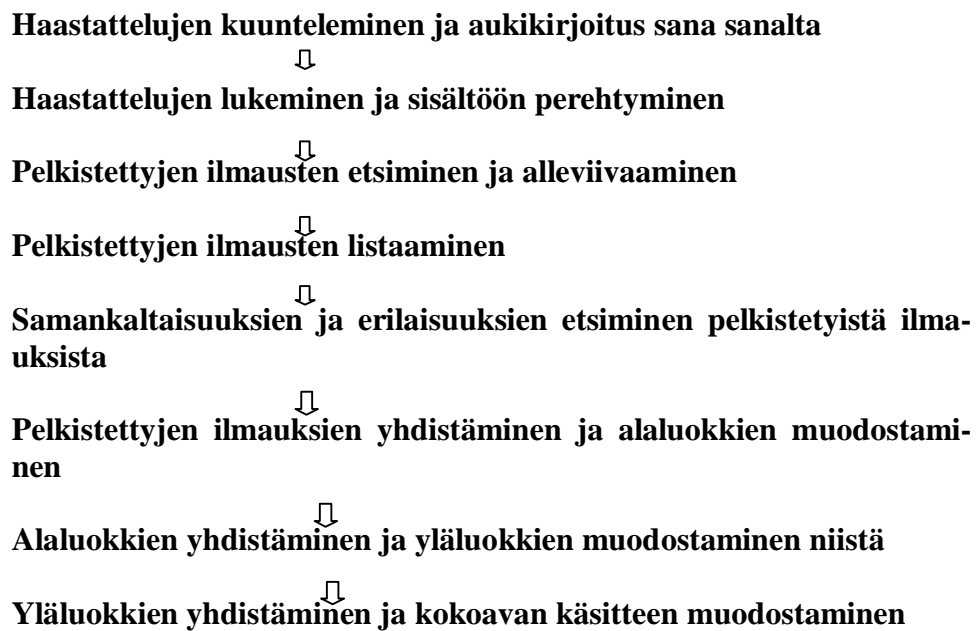 Haastattelujen kuunteleminen ja aukikirjoitus sana sanalta
Haastattelujen lukeminen ja sisältöön perehtyminen
Pelkistettyjen ilmausten etsiminen ja alleviivaaminen
Pelkistettyjen ilmausten listaaminen
Samankaltaisuuksien ja erilaisuuksien etsiminen pelkistetyistä ilma-
uksista
Pelkistettyjen ilmauksien yhdistäminen ja alaluokkien muodostami-
nen
Alaluokkien yhdistäminen ja yläluokkien muodostaminen niistä
Yläluokkien yhdistäminen ja kokoavan käsitteen muodostaminen